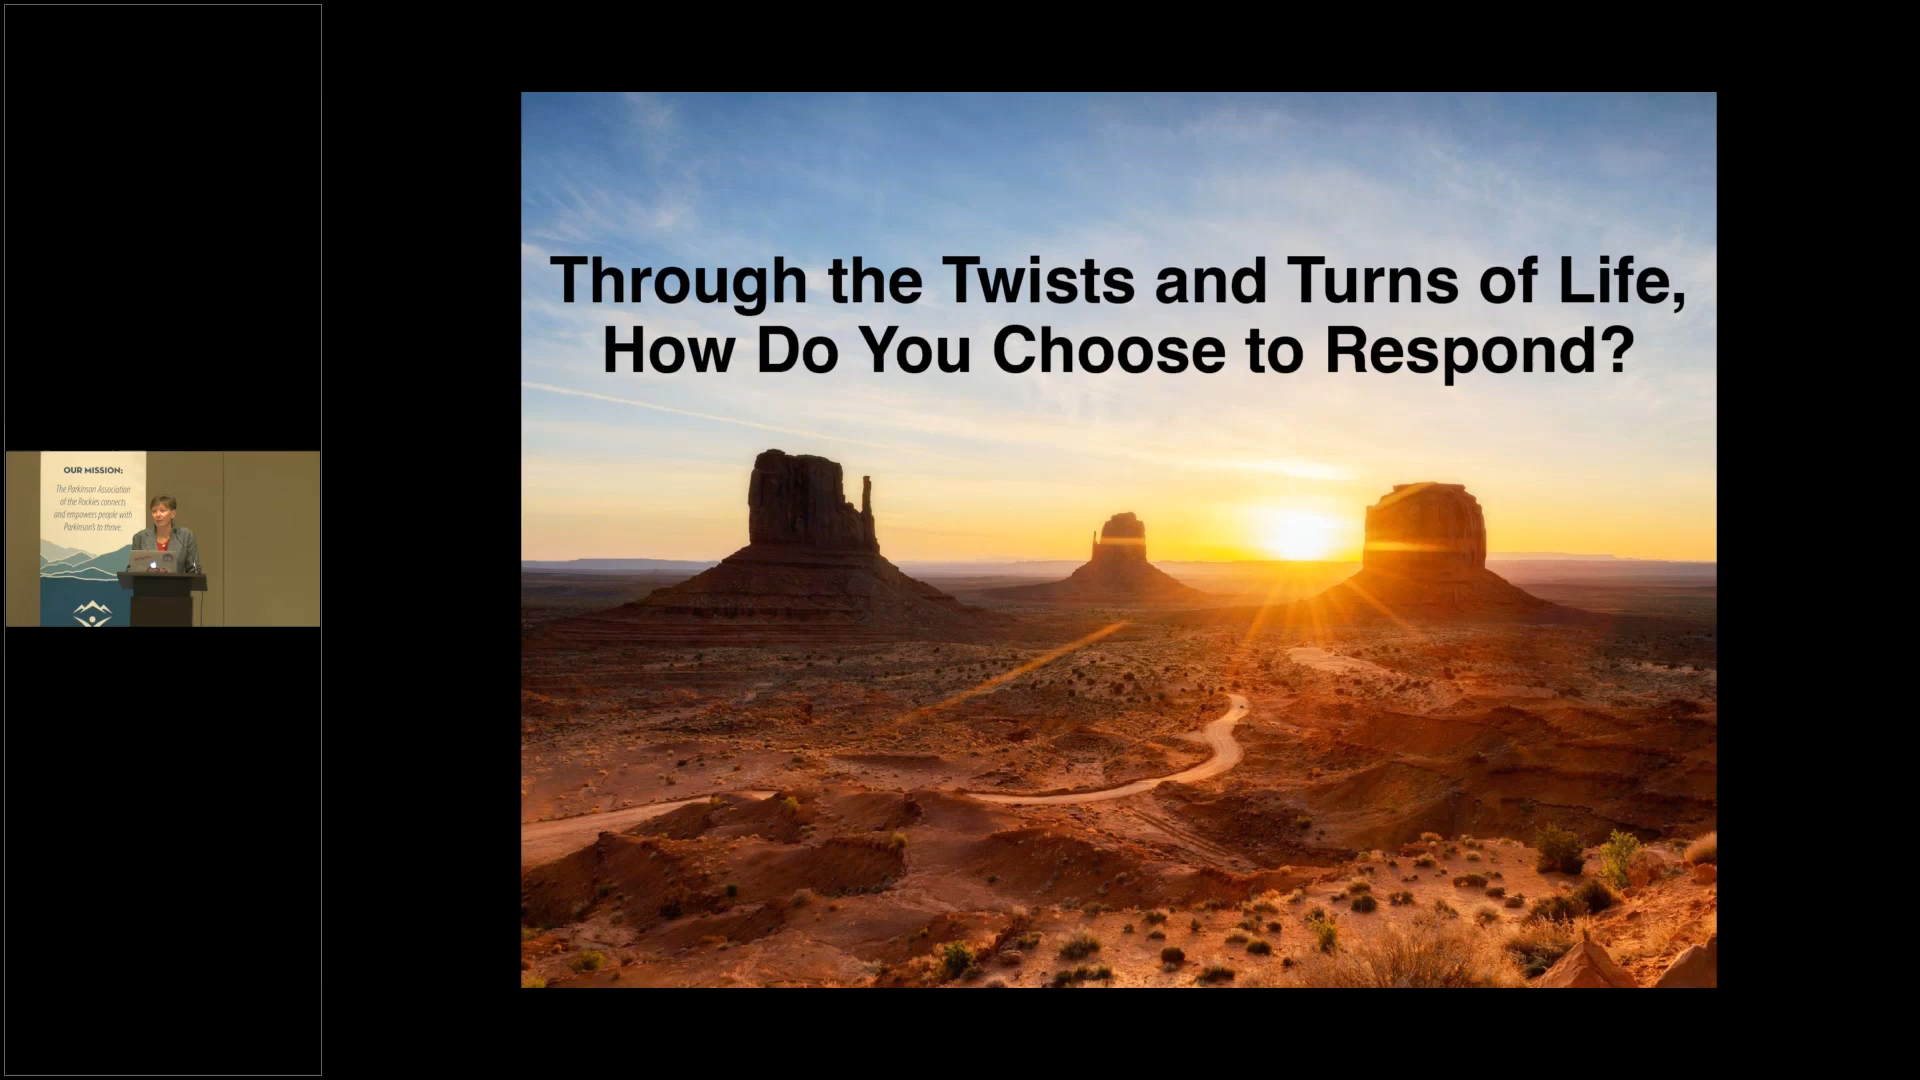 OUR MISSION:
The Parkinson Association
of the Rockies connects
and empowers people with
Parkinson's to thrive.
Through the Twists and Turns of Life,
How Do You Choose to Respond?